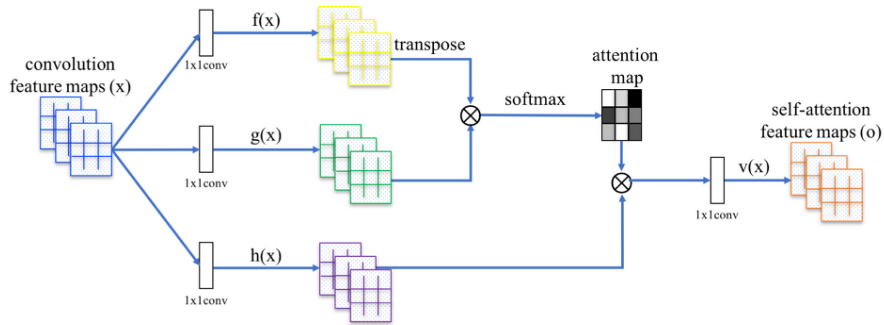 convolution
feature maps (x)
1x1conv
f(x)
transpose
1x1conv
g(x)
1x1conv
h(x)
softmax
attention
map
1x1conv
v(x)
self-attention
feature maps (o)